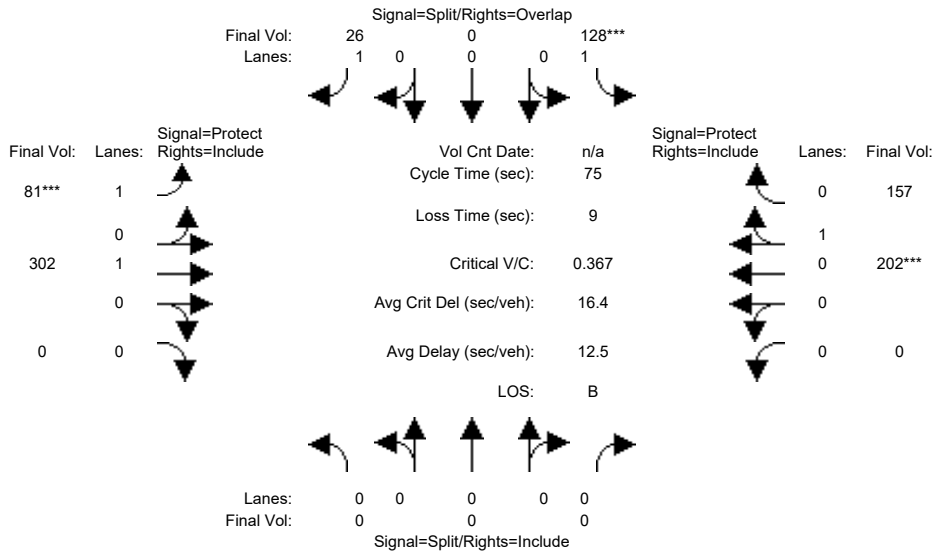 Signal=Split/Rights=Overlap
Final Vol: 26 0 128***
Lanes: 1 0 0 0 1
Signal=Protect Signal=Protect
Final Vol: Lanes: Rights=Include Vol Cnt Date: n/a Rights=Include Lanes: Final Vol:
Cycle Time (sec): 75
81*** 1 0 157
Loss Time (sec): 9
0 1
302 1 Critical V/C: 0.367 0 202***
0 Avg Crit Del (sec/veh): 16.4 0
0 0 Avg Delay (sec/veh): 12.5 0 0
LOS: B
Lanes: 0 0 0 0 0
Final Vol: 0 0 0
Signal=Split/Rights=Include